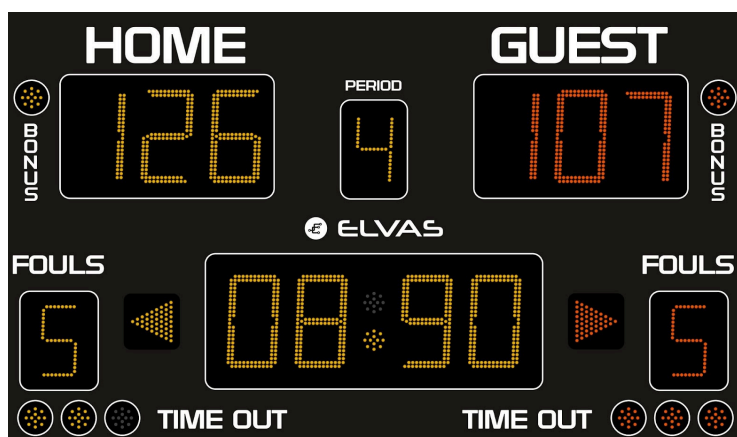 HOME GUEST
PERIOD
BONUS 126 4 107 BONUS
ELVAS
FOULS FOULS
5 08.90 5
TIME OUT TIME OUT